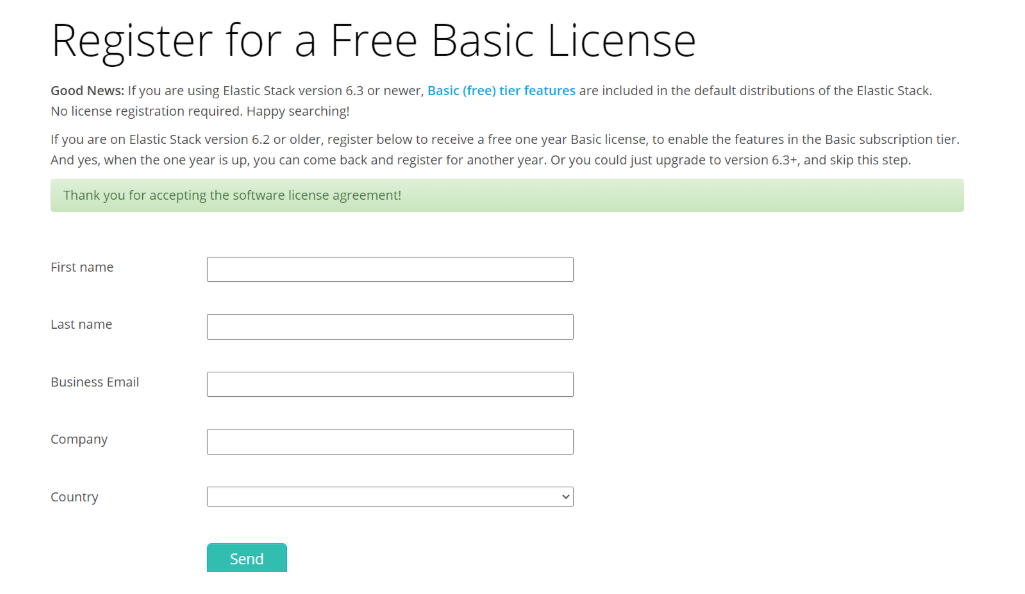 Register for a Free Basic License
Good News: If you are using Elastic Stack version 6.3 or newer, Basic (free) tier features are included in the default distributions of the Elastic Stack.
No license registration required. Happy searching!
If you are on Elastic Stack version 6.2 or older, register below to receive a free one year Basic license, to enable the features in the Basic subscription tier.
And yes, when the one year is up, you can come back and register for another year. Or you could just upgrade to version 6.3+, and skip this step.
Thank you for accepting the software license agreement!
First name
Last name
Business Email
Company
Country
Send